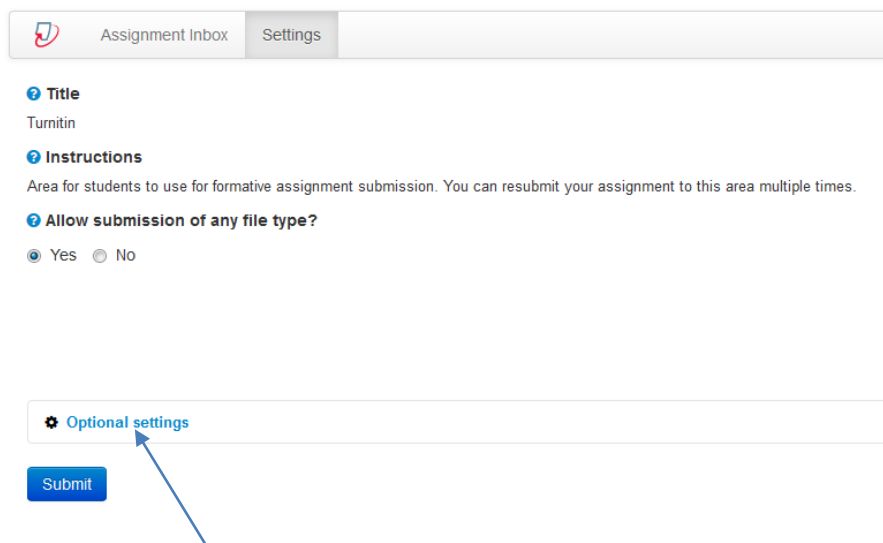 Assignment Inbox Settings
Title
Turnitin
Instructions
Area for students to use for formative assignment submission. You can resubmit your assignment to this area multiple times.
Allow submission of any file type?
Yes No
Optional settings
Submit